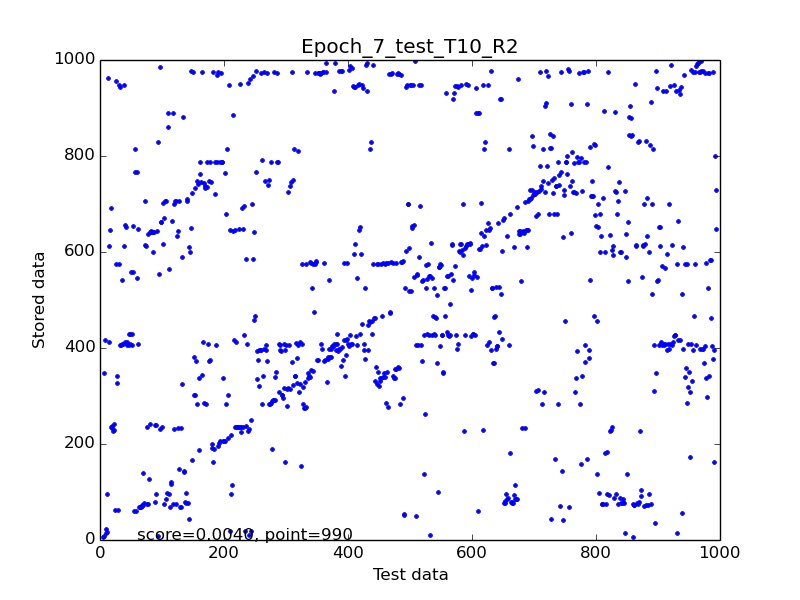 Epoch_7_test_T10_R2
1000
800
600
400
200
0
Stored data
score=0.0040, point=990
0 200 400 600 800 1000
Test data